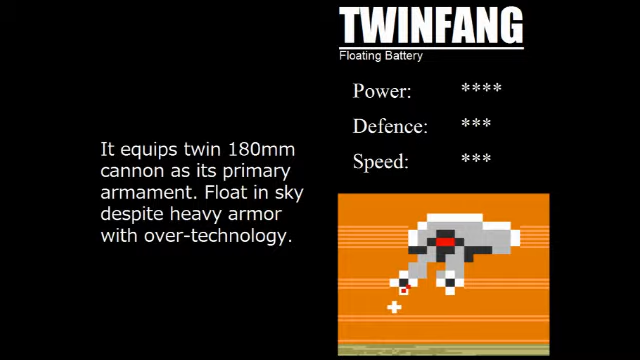 TWINFANG
Floating Battery
Power: ****
Defence: ***
Speed: ***
It equips twin 180mm
cannon as its primary
armament. Float in sky
despite heavy armor
with over-technology.